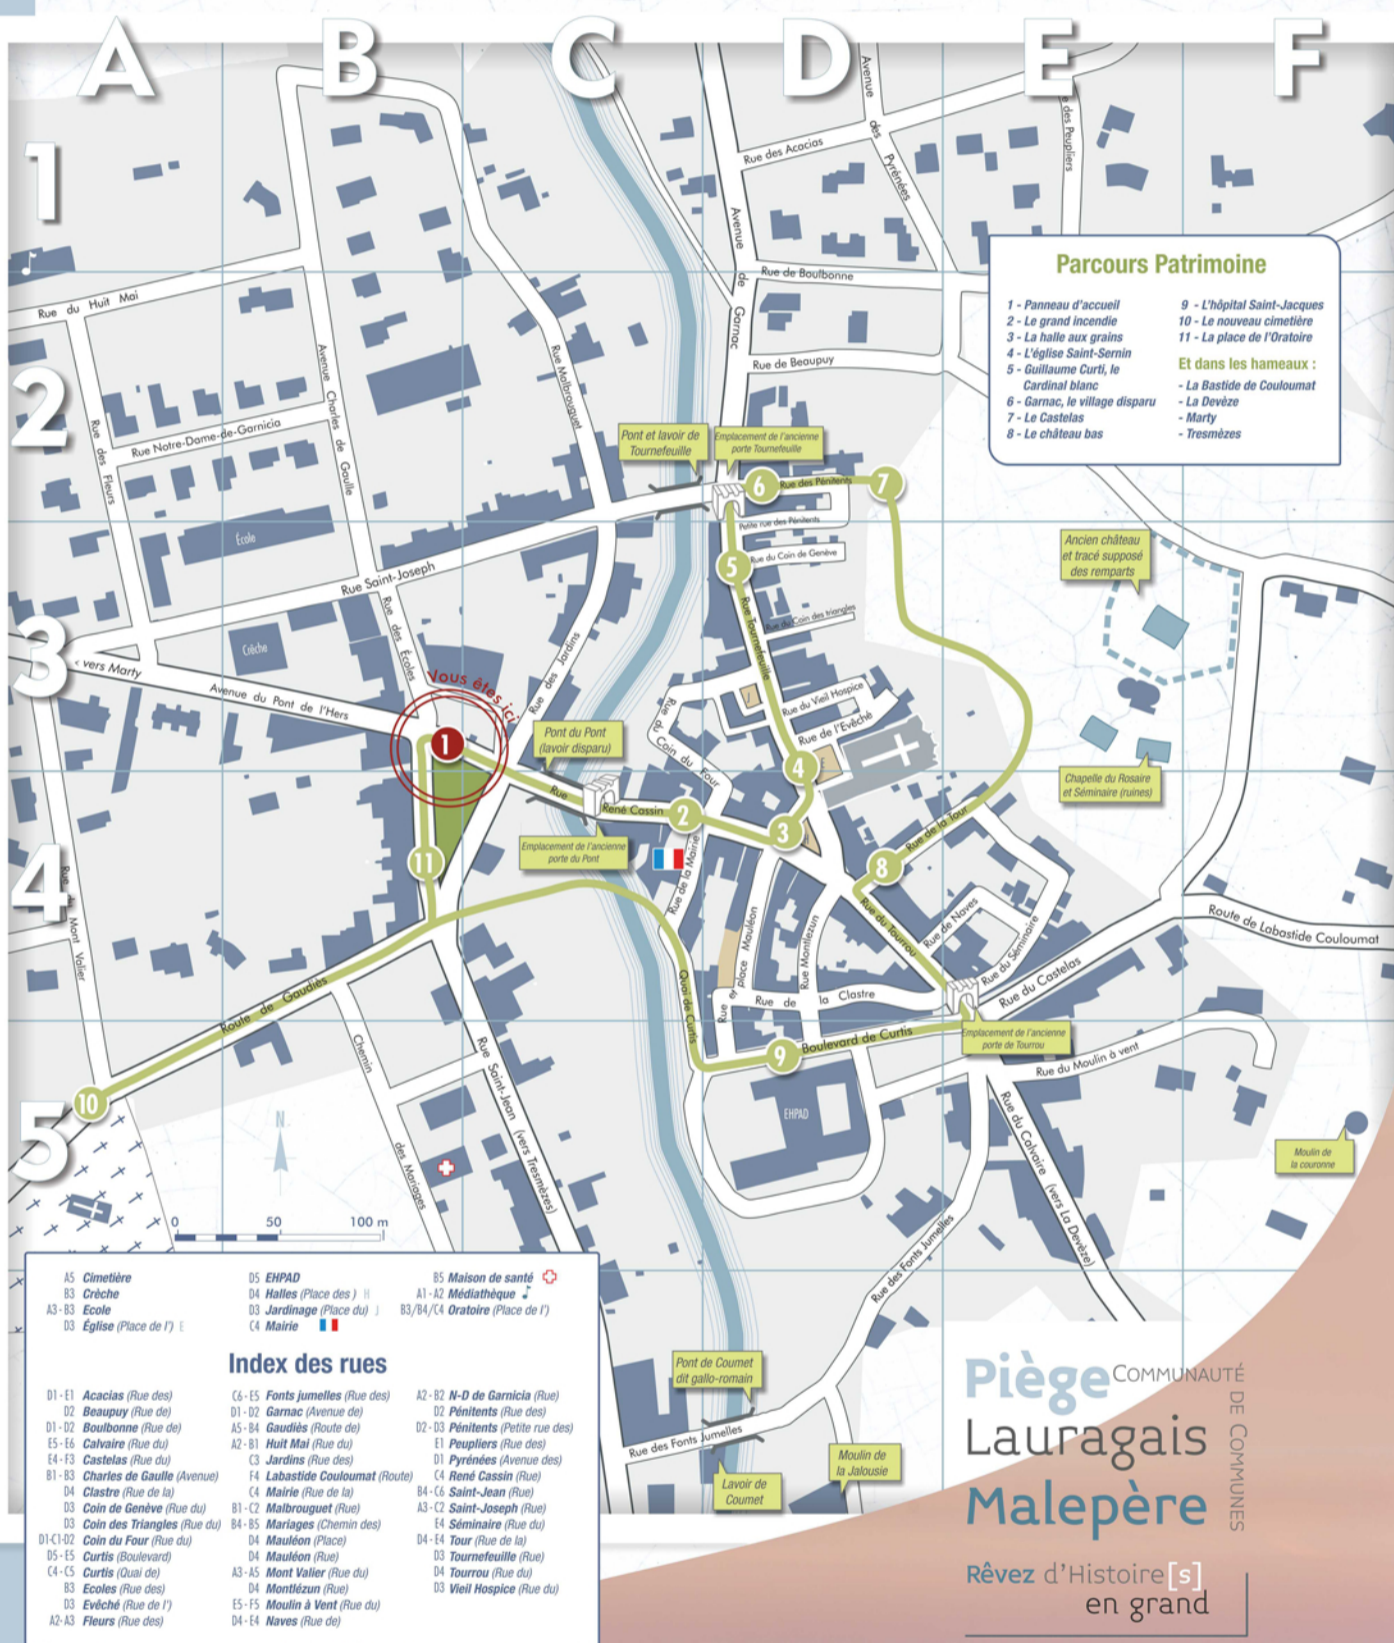 A B C D E F
1
2
3
4
5
Rue des Acacias
Avenue des Pyrénées
e des Peupliers
Avenue de Garnac
Rue de Boulbonne
Rue de Beaupuy
Rue du Huit Mai
Avenue Charles de Gaulle
Rue Malbrouguet
Rue des Fleurs
Rue Notre-Dame-de-Garnicia
École
Rue Saint-Joseph
Rue des Écoles
Crèche
‹ vers Marty
Avenue du Pont de l'Hers
Rue des Jardins
Vous êtes ici
1
Parcours Patrimoine
1 - Panneau d'accueil
2 - Le grand incendie
3 - La halle aux grains
4 - L'église Saint-Sernin
5 - Guillaume Curti, le
Cardinal blanc
6 - Garnac, le village disparu
7 - Le Castelas
8 - Le château bas
9 - L'hôpital Saint-Jacques
10 - Le nouveau cimetière
11 - La place de l'Oratoire
Et dans les hameaux :
- La Bastide de Couloumat
- La Devèze
- Marty
- Tresmèzes
Pont et lavoir de
Tournefeuille
Emplacement de l'ancienne
porte Tournefeuille
6
Rue des Pénitents
7
Petite rue des Pénitents
5
Rue du Coin de Genève
Rue du Coin des triangles
Rue Tournefeuille
Ancien château
et tracé supposé
des remparts
Rue du Vieil Hospice
Rue de l'Evêché
Rue du Coin du Four
4
Pont du Pont
(lavoir disparu)
Chapelle du Rosaire
et Séminaire (ruines)
Rue René Cassin
2
3
Emplacement de l'ancienne
porte du Pont
Rue de la Mairie
8
Rue de la Tour
11
Rue du Mont Valier
Rue et place Mauléon
Rue Montlezun
Rue du Tourrou
Rue de Naves
Rue du Séminaire
Rue du Castelas
Route de Labastide Couloumat
Rue de la Clastre
Route de Gaudiès
Quai de Curtis
9
Boulevard de Curtis
Emplacement de l'ancienne
porte de Tourrou
Rue du Moulin à vent
10
Chemin des Mariages
Rue Saint-Jean (vers Tresmèzes)
EHPAD
Rue du Calvaire (vers La Devèze)
Moulin de
la couronne
N
0 50 100 m
Rue des Fonts Jumelles
Pont de Coumet
dit gallo-romain
Rue des Fonts Jumelles
Lavoir de
Coumet
Moulin de
la Jalousie
A5 Cimetière
B3 Crèche
A3-B3 Ecole
D3 Église (Place de l') E
D5 EHPAD
D4 Halles (Place des) H
D3 Jardinage (Place du) J
C4 Mairie
B5 Maison de santé
A1-A2 Médiathèque
B3/B4/C4 Oratoire (Place de l')
Index des rues
D1-E1 Acacias (Rue des)
D2 Beaupuy (Rue de)
D1-D2 Boulbonne (Rue de)
E5-E6 Calvaire (Rue du)
E4-F3 Castelas (Rue du)
B1-B3 Charles de Gaulle (Avenue)
D4 Clastre (Rue de la)
D3 Coin de Genève (Rue du)
D3 Coin des Triangles (Rue du)
D1-C1-D2 Coin du Four (Rue du)
D5-E5 Curtis (Boulevard)
C4-C5 Curtis (Quai de)
B3 Ecoles (Rue des)
D3 Evêché (Rue de l')
A2-A3 Fleurs (Rue des)
C6-E5 Fonts jumelles (Rue des)
D1-D2 Garnac (Avenue de)
A5-B4 Gaudiès (Route de)
A2-B1 Huit Mai (Rue du)
C3 Jardins (Rue des)
F4 Labastide Couloumat (Route)
C4 Mairie (Rue de la)
B1-C2 Malbrouguet (Rue)
B4-B5 Mariages (Chemin des)
D4 Mauléon (Place)
D4 Mauléon (Rue)
A3-A5 Mont Valier (Rue du)
D4 Montlézun (Rue)
E5-F5 Moulin à Vent (Rue du)
D4-E4 Naves (Rue de)
A2-B2 N-D de Garnicia (Rue)
D2 Pénitents (Rue des)
D2-D3 Pénitents (Petite rue des)
E1 Peupliers (Rue des)
D1 Pyrénées (Avenue des)
C4 René Cassin (Rue)
B4-C6 Saint-Jean (Rue)
A3-C2 Saint-Joseph (Rue)
E4 Séminaire (Rue du)
D4-E4 Tour (Rue de la)
D3 Tournefeuille (Rue)
D4 Tourrou (Rue du)
D3 Vieil Hospice (Rue du)
Piège
Lauragais
Malepère
COMMUNAUTÉ
DE COMMUNES
Rêvez d'Histoire[s]
en grand